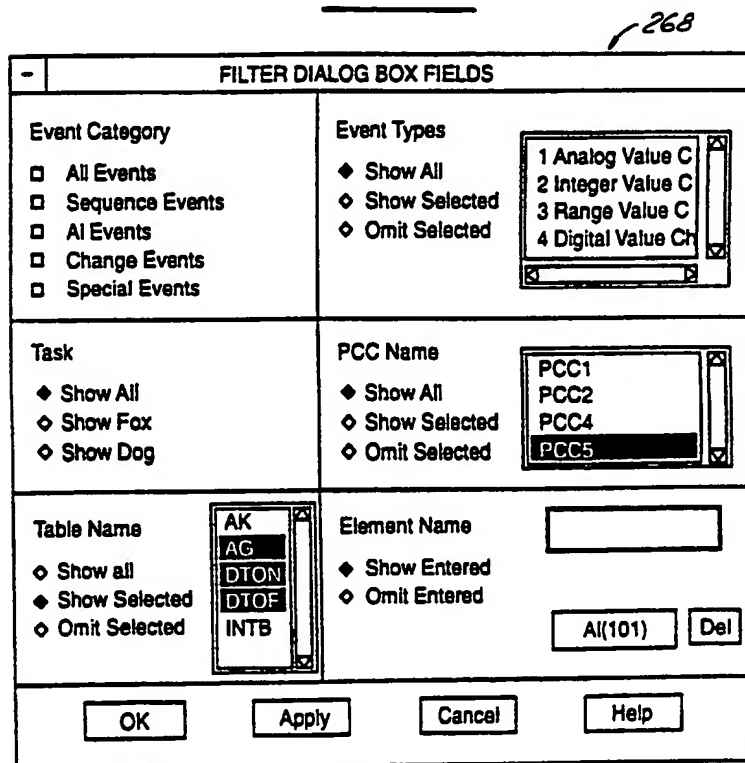 268
- FILTER DIALOG BOX FIELDS
Event Category
All Events
Sequence Events
AI Events
Change Events
Special Events
Event Types
Show All
Show Selected
Omit Selected
1 Analog Value C
2 Integer Value C
3 Range Value C
4 Digital Value Ch
Task
Show All
Show Fox
Show Dog
PCC Name
Show All
Show Selected
Omit Selected
PCC1
PCC2
PCC4
PCC5
Table Name
Show all
Show Selected
Omit Selected
AK
AG
DTON
DTOF
INTB
Element Name
Show Entered
Omit Entered
AI(101)
Del
OK
Apply
Cancel
Help